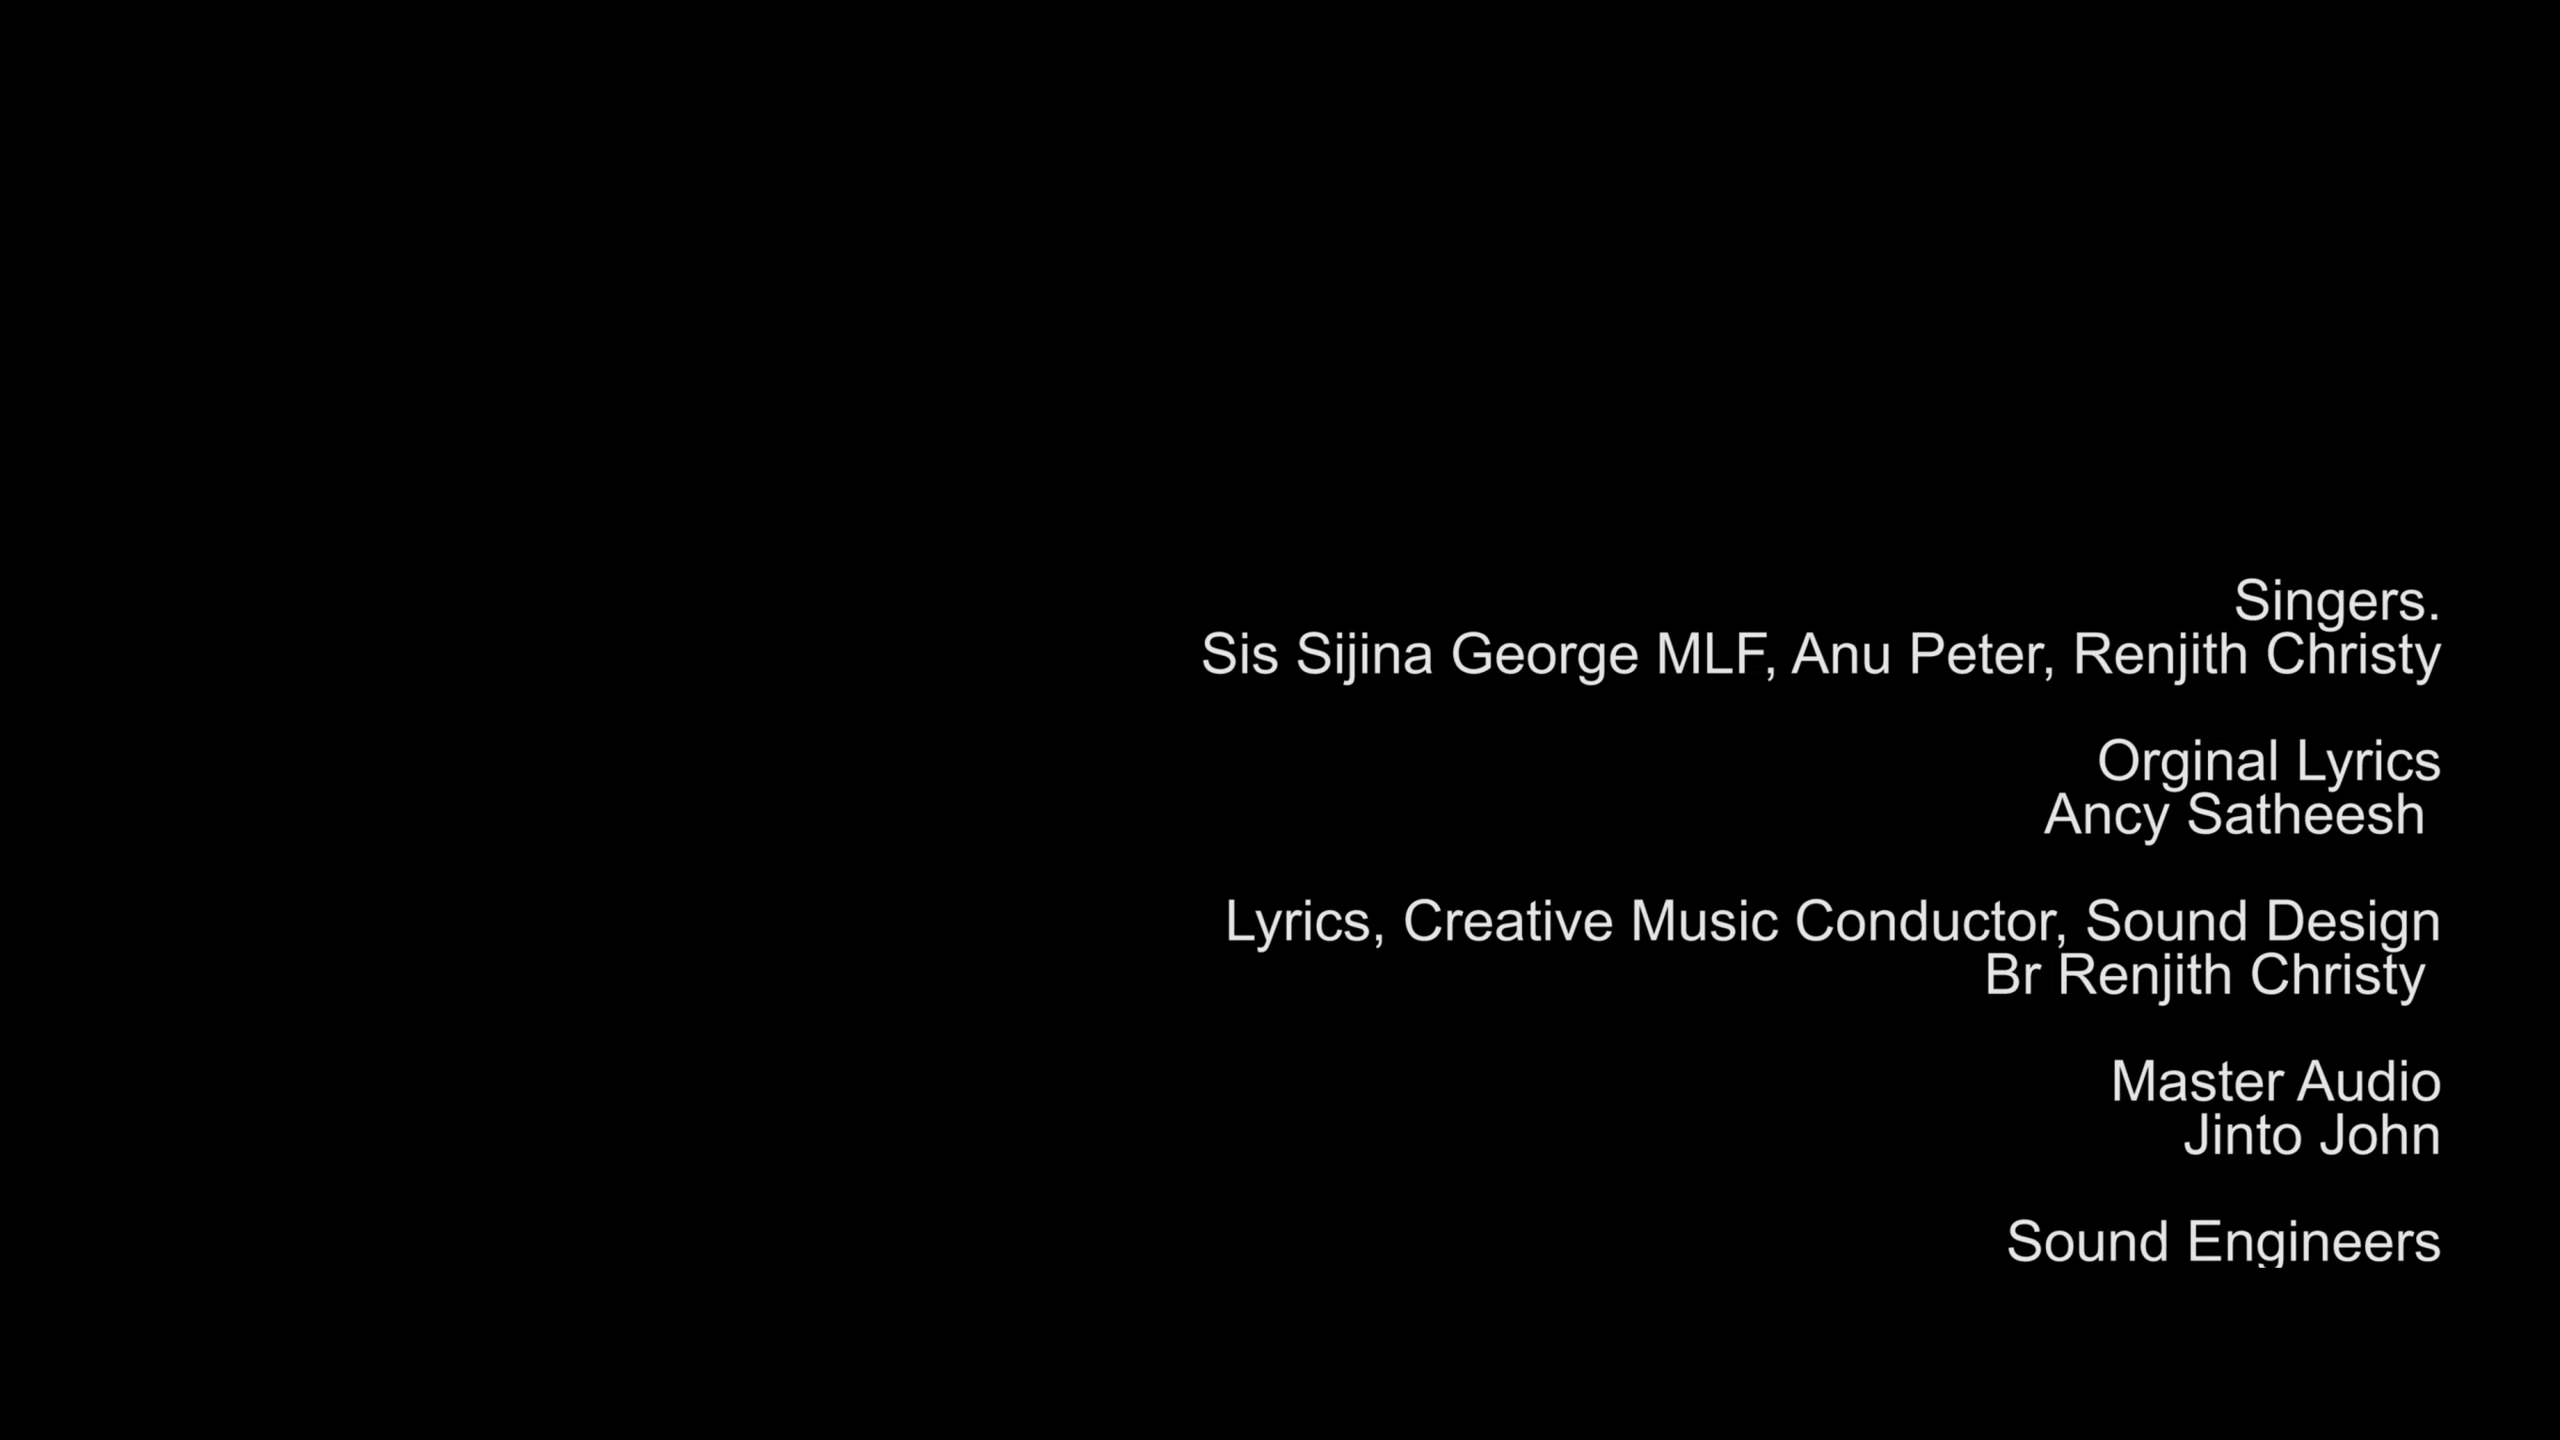 Singers.
Sis Sijina George MLF, Anu Peter, Renjith Christy
Orginal Lyrics
Ancy Satheesh
Lyrics, Creative Music Conductor, Sound Design
Br Renjith Christy
Master Audio
Jinto John
Sound Engineers